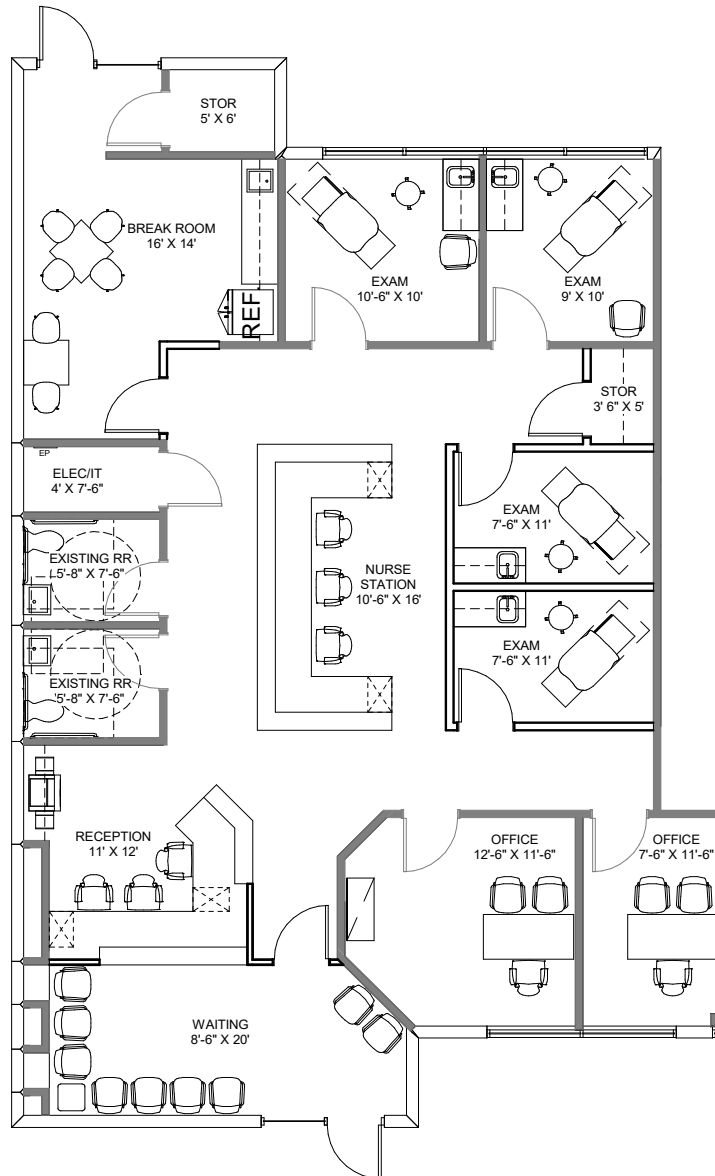 STOR
5' X 6'
BREAK ROOM
16' X 14'
REF
EXAM
10'-6" X 10'
EXAM
9' X 10'
STOR
3' 6" X 5'
EP
ELEC/IT
4' X 7'-6"
EXAM
7'-6" X 11'
EXISTING RR
5'-8" X 7'-6"
NURSE
STATION
10'-6" X 16'
EXAM
7'-6" X 11'
EXISTING RR
5'-8" X 7'-6"
RECEPTION
11' X 12'
OFFICE
12'-6" X 11'-6"
OFFICE
7'-6" X 11'-6"
WAITING
8'-6" X 20'